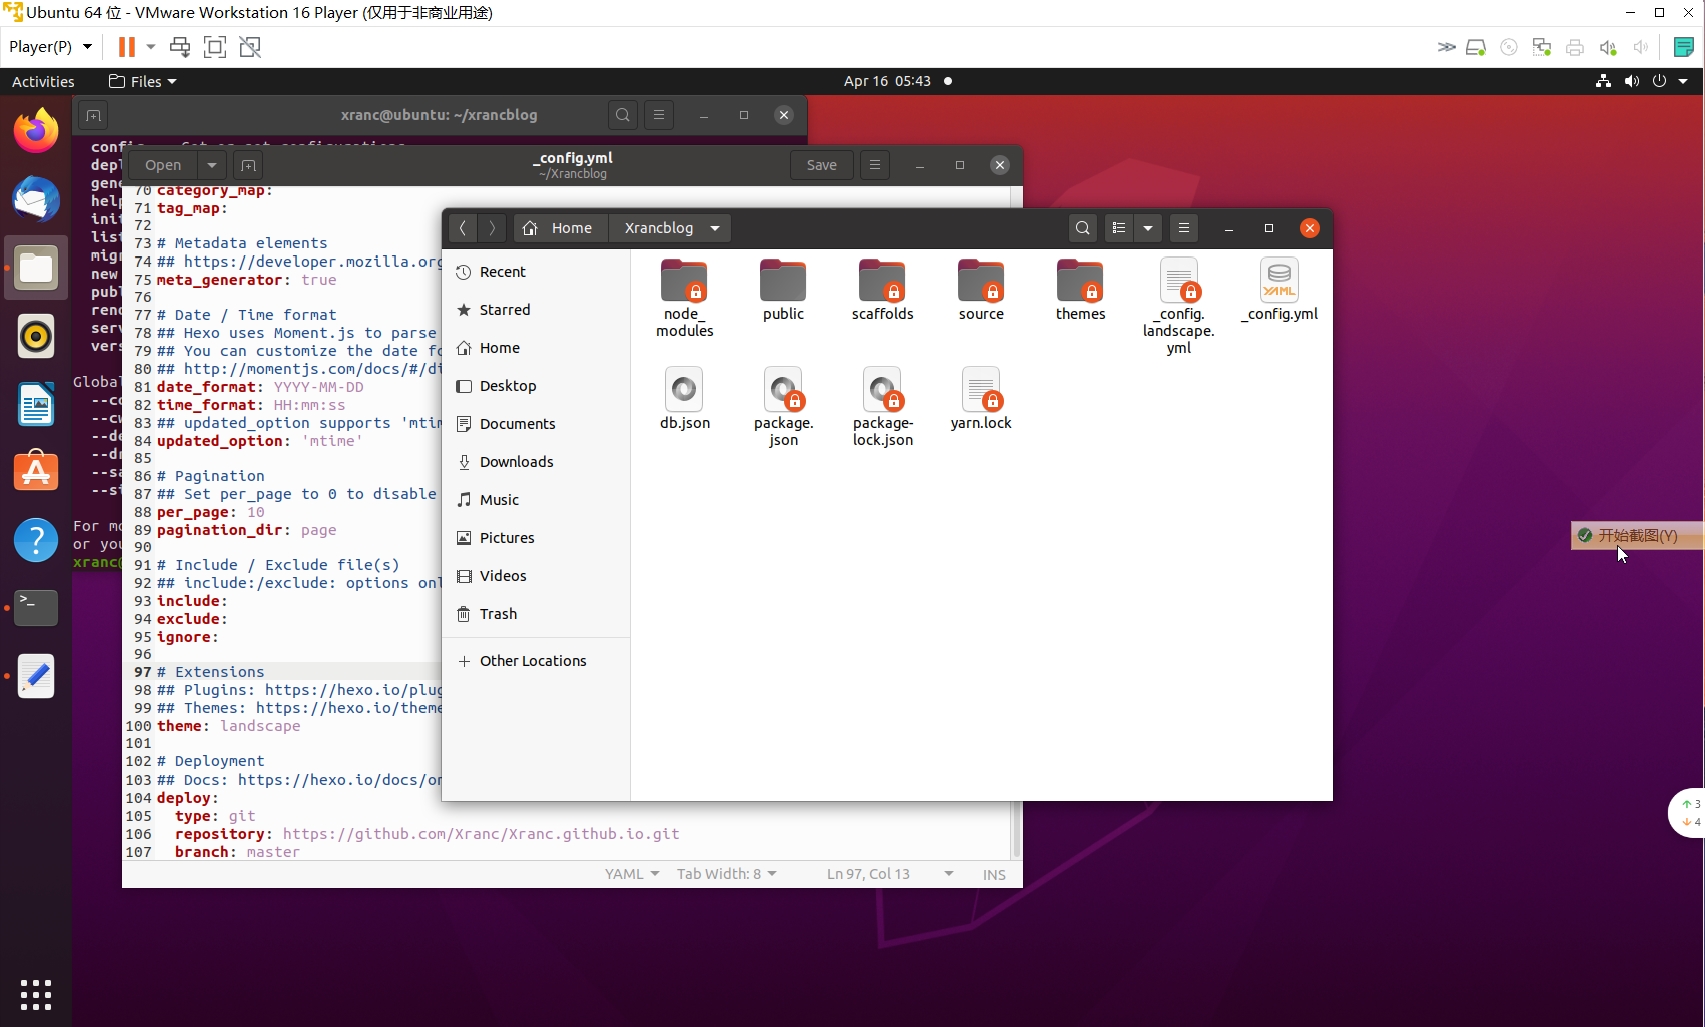 Ubuntu 64 位 - VMware Workstation 16 Player (仅用于非商业用途)
Player(P)
Activities
Files
Apr 16 05:43
xranc@ubuntu: ~/xrancblog
Open
_config.yml
~/Xrancblog
Save
70 category_map:
71 tag_map:
72
73 # Metadata elements
74 ## https://developer.mozilla.org
75 meta_generator: true
76
77 # Date / Time format
78 ## Hexo uses Moment.js to parse
79 ## You can customize the date fo
80 ## http://momentjs.com/docs/#/di
81 date_format: YYYY-MM-DD
82 time_format: HH:mm:ss
83 ## updated_option supports 'mtim
84 updated_option: 'mtime'
85
86 # Pagination
87 ## Set per_page to 0 to disable
88 per_page: 10
89 pagination_dir: page
90
91 # Include / Exclude file(s)
92 ## include:/exclude: options onl
93 include:
94 exclude:
95 ignore:
96
97 # Extensions
98 ## Plugins: https://hexo.io/plug
99 ## Themes: https://hexo.io/theme
100 theme: landscape
101
102 # Deployment
103 ## Docs: https://hexo.io/docs/on
104 deploy:
105 type: git
106 repository: https://github.com/Xranc/Xranc.github.io.git
107 branch: master
YAML
Tab Width: 8
Ln 97, Col 13
INS
conf
depl
gene
help
init
list
migr
new
publ
rend
serv
vers
Globa
--co
--cw
--de
--dr
--sa
--si
For mo
or you
xranc@
Home
Xrancblog
Recent
Starred
Home
Desktop
Documents
Downloads
Music
Pictures
Videos
Trash
Other Locations
node_
modules
public
scaffolds
source
themes
_config.
landscape.
yml
YAML
_config.yml
db.json
package.
json
package-
lock.json
yarn.lock
开始截图(Y)
3
4